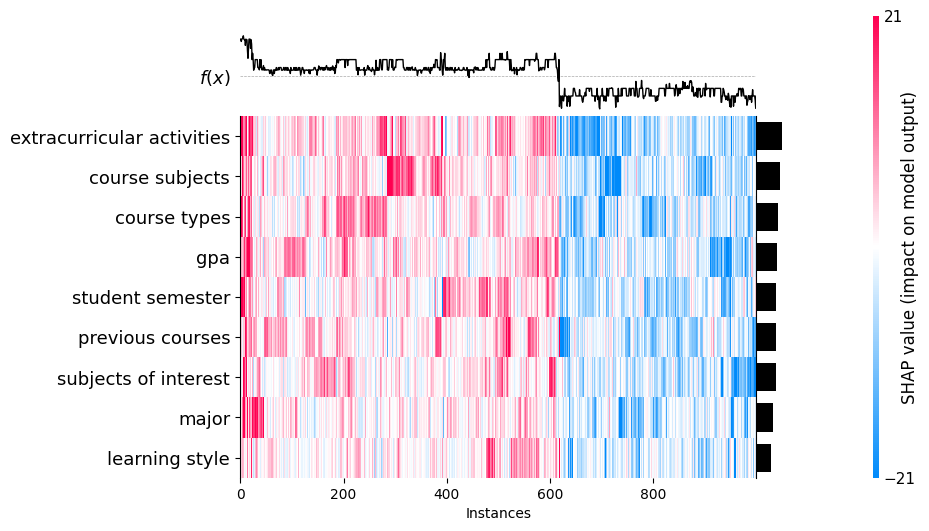 21
f(x)
extracurricular activities
course subjects
course types
gpa
student semester
previous courses
subjects of interest
major
learning style
0 200 400 600 800
Instances
SHAP value (impact on model output)
−21